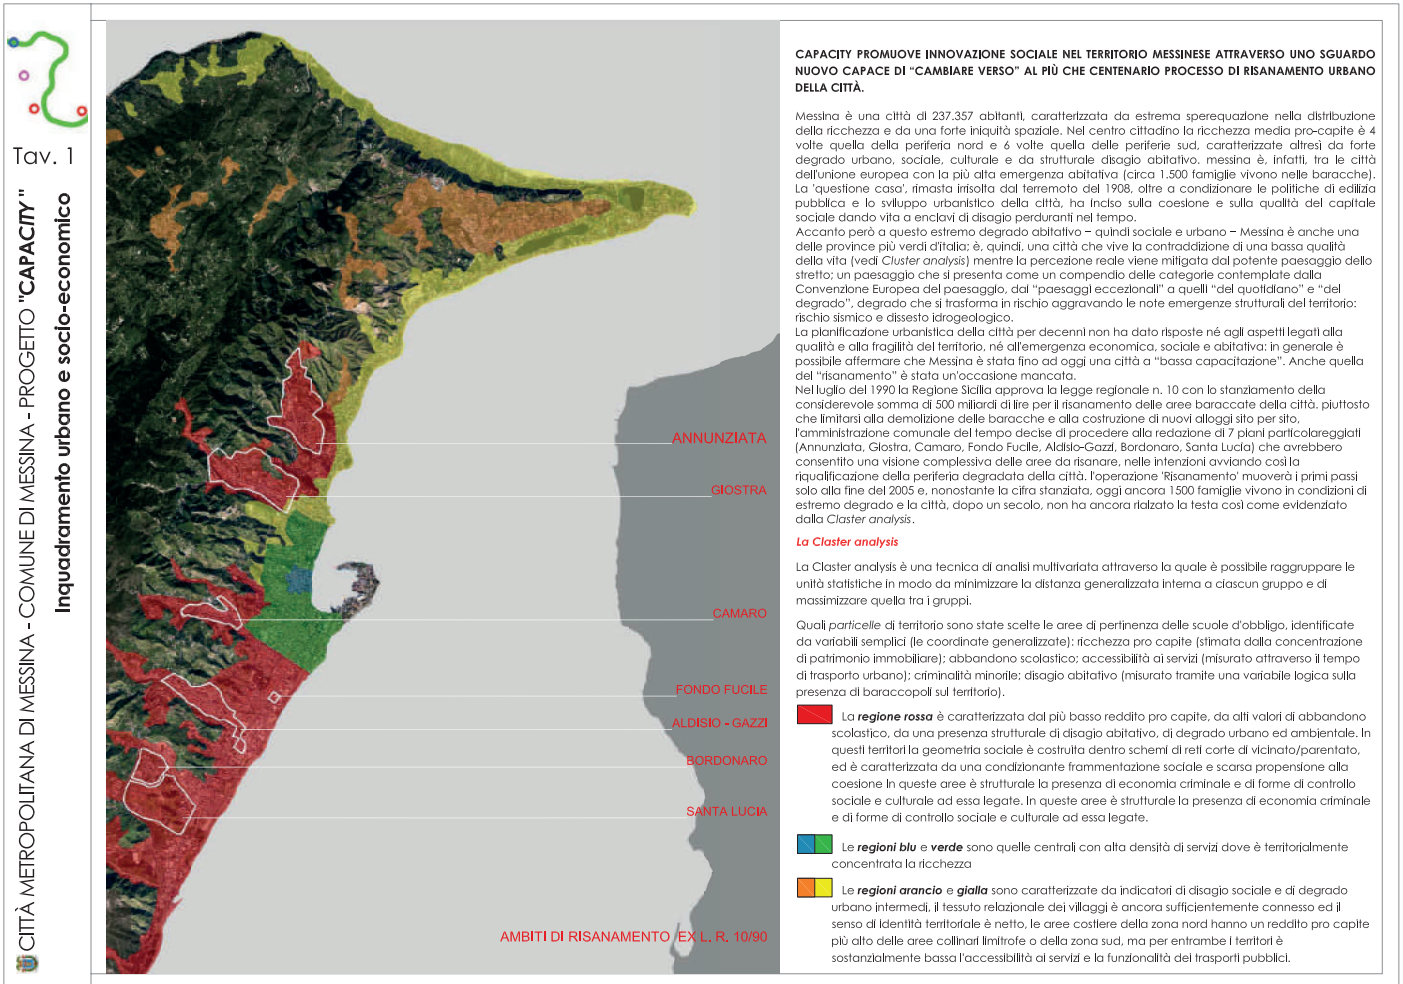 Tav. 1
CITTÀ METROPOLITANA DI MESSINA - COMUNE DI MESSINA - PROGETTO "CAPACITY"
Inquadramento urbano e socio-economico
ANNUNZIATA
GIOSTRA
CAMARO
FONDO FUCILE
ALDISIO - GAZZI
BORDONARO
SANTA LUCIA
AMBITI DI RISANAMENTO EX L. R. 10/90
CAPACITY PROMUOVE INNOVAZIONE SOCIALE NEL TERRITORIO MESSINESE ATTRAVERSO UNO SGUARDO
NUOVO CAPACE DI “CAMBIARE VERSO” AL PIÙ CHE CENTENARIO PROCESSO DI RISANAMENTO URBANO
DELLA CITTÀ.
Messina è una città di 237.357 abitanti, caratterizzata da estrema sperequazione nella distribuzione
della ricchezza e da una forte iniquità spaziale. Nel centro cittadino la ricchezza media pro-capite è 4
volte quella della periferia nord e 6 volte quella delle periferie sud, caratterizzate altresì da forte
degrado urbano, sociale, culturale e da strutturale disagio abitativo. messina è, infatti, tra le città
dell'unione europea con la più alta emergenza abitativa (circa 1.500 famiglie vivono nelle baracche).
La 'questione casa', rimasta irrisolta dal terremoto del 1908, oltre a condizionare le politiche di edilizia
pubblica e lo sviluppo urbanistico della città, ha inciso sulla coesione e sulla qualità del capitale
sociale dando vita a enclavi di disagio perduranti nel tempo.
Accanto però a questo estremo degrado abitativo – quindi sociale e urbano – Messina è anche una
delle province più verdi d'italia; è, quindi, una città che vive la contraddizione di una bassa qualità
della vita (vedi Cluster analysis) mentre la percezione reale viene mitigata dal potente paesaggio dello
stretto; un paesaggio che si presenta come un compendio delle categorie contemplate dalla
Convenzione Europea del paesaggio, dai “paesaggi eccezionali” a quelli “del quotidiano” e “del
degrado”, degrado che si trasforma in rischio aggravando le note emergenze strutturali del territorio:
rischio sismico e dissesto idrogeologico.
La pianificazione urbanistica della città per decenni non ha dato risposte né agli aspetti legati alla
qualità e alla fragilità del territorio, né all'emergenza economica, sociale e abitativa: in generale è
possibile affermare che Messina è stata fino ad oggi una città a “bassa capacitazione”. Anche quella
del “risanamento” è stata un'occasione mancata.
Nel luglio del 1990 la Regione Sicilia approva la legge regionale n. 10 con lo stanziamento della
considerevole somma di 500 miliardi di lire per il risanamento delle aree baraccate della città. piuttosto
che limitarsi alla demolizione delle baracche e alla costruzione di nuovi alloggi sito per sito,
l'amministrazione comunale del tempo decise di procedere alla redazione di 7 piani particolareggiati
(Annunziata, Giostra, Camaro, Fondo Fucile, Aldisio-Gazzi, Bordonaro, Santa Lucia) che avrebbero
consentito una visione complessiva delle aree da risanare, nelle intenzioni avviando così la
riqualificazione della periferia degradata della città. l'operazione 'Risanamento' muoverà i primi passi
solo alla fine del 2005 e, nonostante la cifra stanziata, oggi ancora 1500 famiglie vivono in condizioni di
estremo degrado e la città, dopo un secolo, non ha ancora rialzato la testa così come evidenziato
dalla Claster analysis.
La Claster analysis
La Claster analysis è una tecnica di analisi multivariata attraverso la quale è possibile raggruppare le
unità statistiche in modo da minimizzare la distanza generalizzata interna a ciascun gruppo e di
massimizzare quella tra i gruppi.
Quali particelle di territorio sono state scelte le aree di pertinenza delle scuole d'obbligo, identificate
da variabili semplici (le coordinate generalizzate): ricchezza pro capite (stimata dalla concentrazione
di patrimonio immobiliare); abbandono scolastico; accessibilità ai servizi (misurato attraverso il tempo
di trasporto urbano); criminalità minorile; disagio abitativo (misurato tramite una variabile logica sulla
presenza di baraccopoli sul territorio).
La regione rossa è caratterizzata dal più basso reddito pro capite, da alti valori di abbandono
scolastico, da una presenza strutturale di disagio abitativo, di degrado urbano ed ambientale. In
questi territori la geometria sociale è costruita dentro schemi di reti corte di vicinato/parentato,
ed è caratterizzata da una condizionante frammentazione sociale e scarsa propensione alla
coesione In queste aree è strutturale la presenza di economia criminale e di forme di controllo
sociale e culturale ad essa legate. In queste aree è strutturale la presenza di economia criminale
e di forme di controllo sociale e culturale ad essa legate.
Le regioni blu e verde sono quelle centrali con alta densità di servizi dove è territorialmente
concentrata la ricchezza
Le regioni arancio e gialla sono caratterizzate da indicatori di disagio sociale e di degrado
urbano intermedi, il tessuto relazionale dei villaggi è ancora sufficientemente connesso ed il
senso di identità territoriale è netto, le aree costiere della zona nord hanno un reddito pro capite
più alto delle aree collinari limitrofe o della zona sud, ma per entrambe i territori è
sostanzialmente bassa l'accessibilità ai servizi e la funzionalità dei trasporti pubblici.